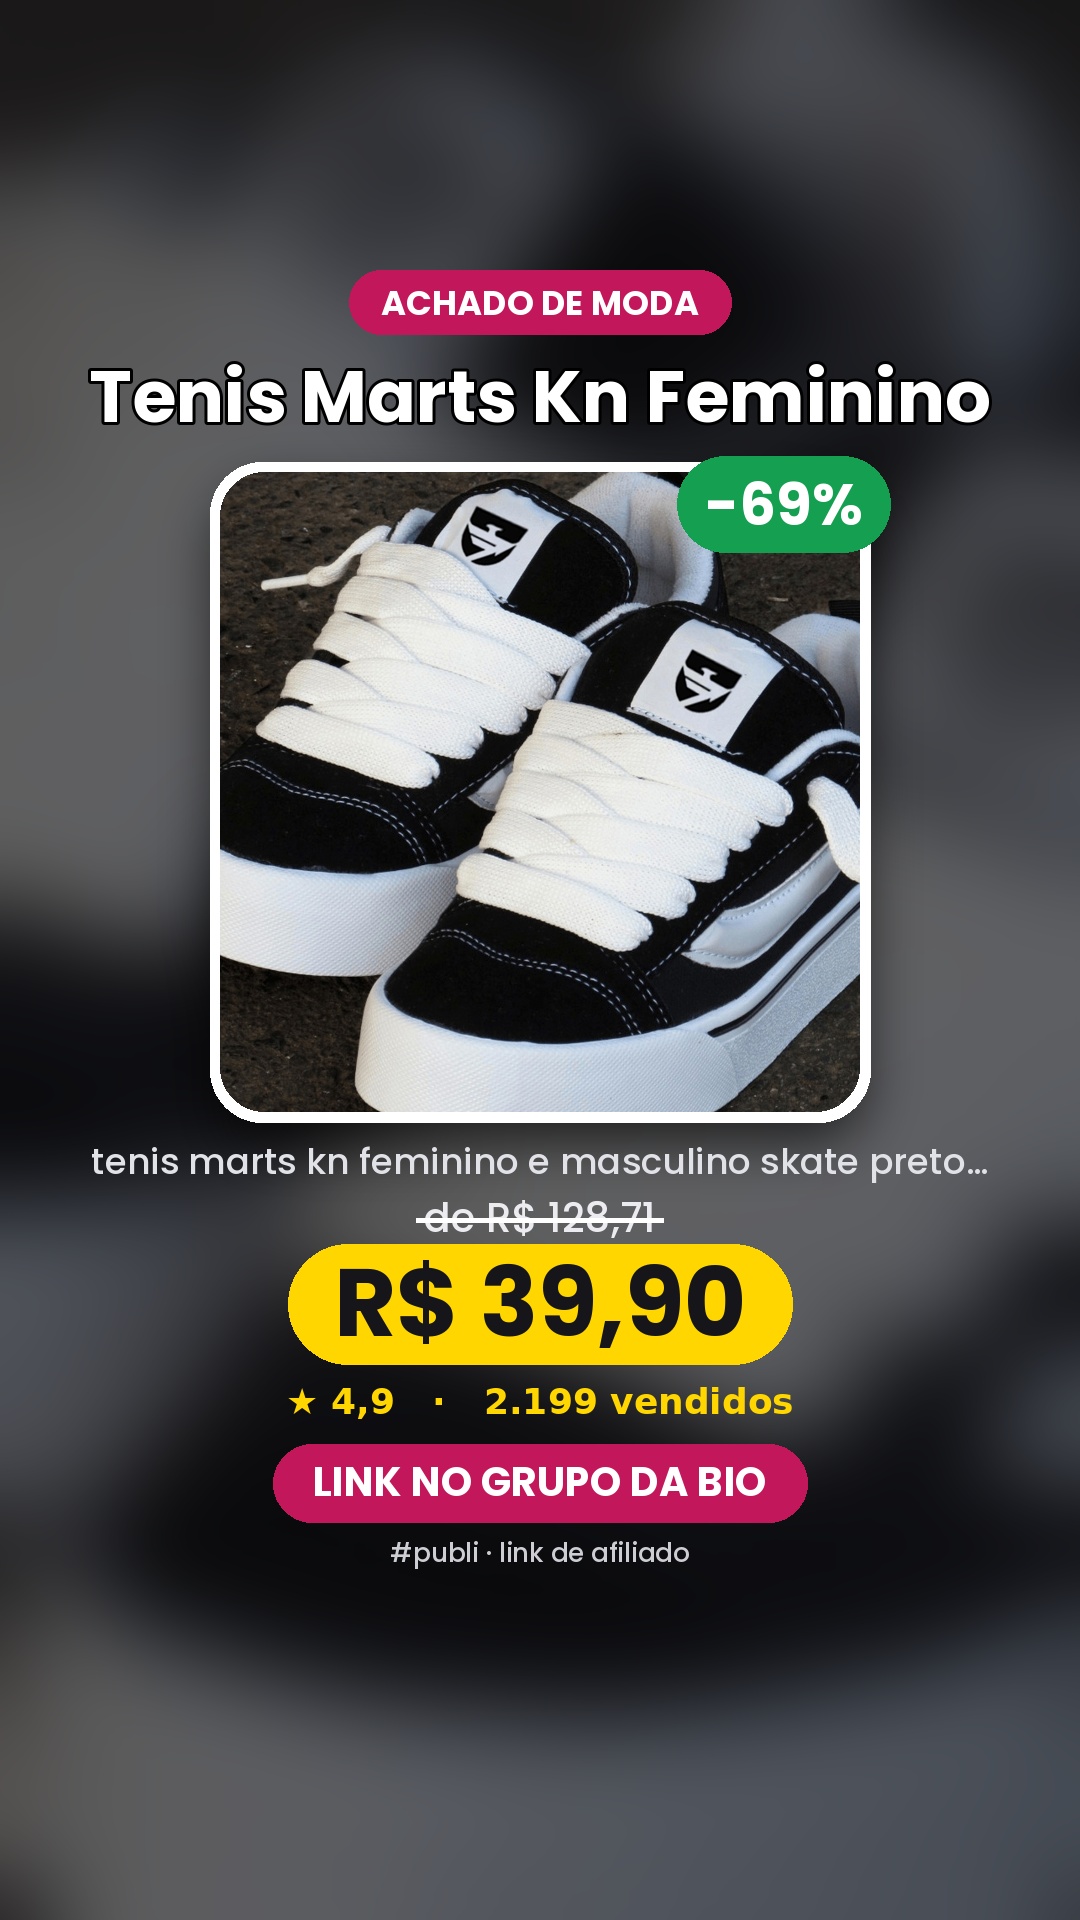 ACHADO DE MODA
Tenis Marts Kn Feminino
-69%
tenis marts kn feminino e masculino skate preto...
de R$ 128,71
R$ 39,90
★ 4,9 · 2.199 vendidos
LINK NO GRUPO DA BIO
#publi · link de afiliado